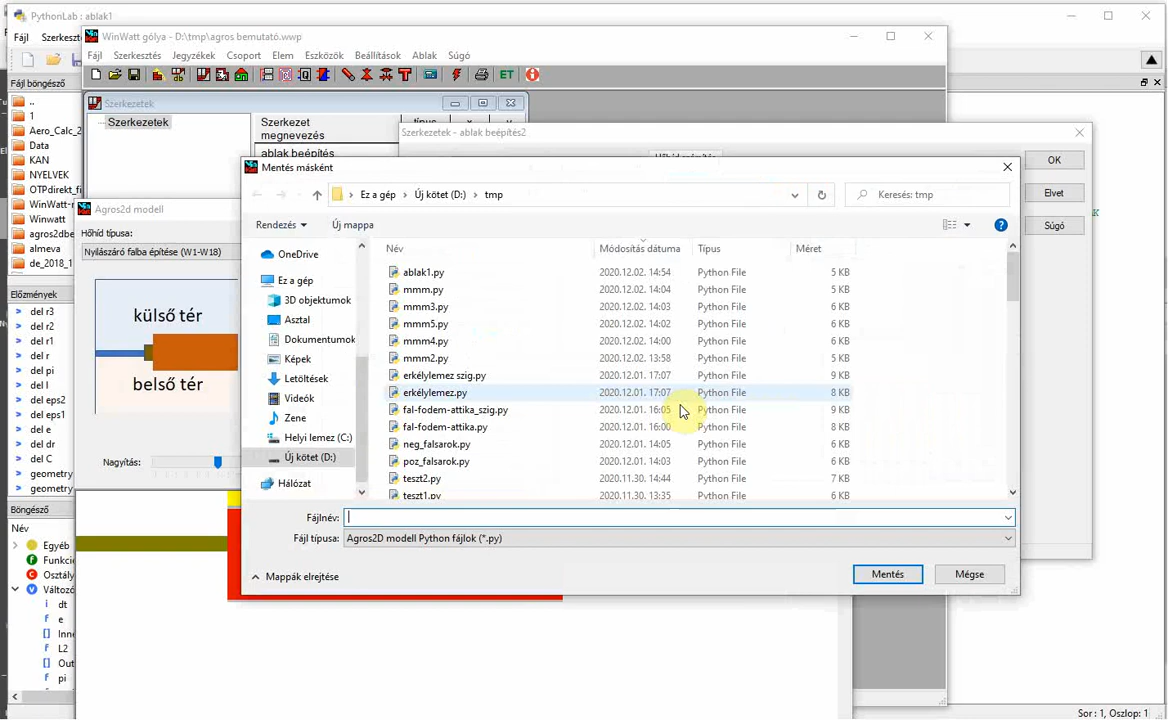 PythonLab : ablak1
WinWatt gólya - D:\tmp\agros bemutató.wwp
Fájl
Szerkeszt
Fájl Szerkesztés Jegyzékek Csoport Elem Eszközök Beállítások Ablak Súgó
ET
Fájl böngésző
Szerkezetek
Szerkezetek
Szerkezet
megnevezés
típus
x
y
ablak beépítés
Szerkezetek - ablak beépítés2
OK
Elvet
Súgó
K
..
1
Aero_Calc_2
Data
KAN
NYELVEK
OTPdirekt_fi
WinWatt-r
Winwatt
agros2dbe
almeva
de_2018_1
Előzmények
del r3
del r2
del r1
del r
del pi
del l
del eps2
del eps1
del e
del dr
del C
geometry
geometry
Böngésző
Név
Egyéb
Funkció
Osztály
Változó
dt
e
Inne
L2
Out
pi
Agros2d modell
Hőhíd típusa:
Nyílászáró falba építése (W1-W18)
külső tér
belső tér
Nagyítás:
Mentés másként
Ez a gép
Új kötet (D:)
tmp
Keresés: tmp
Rendezés
Új mappa
OneDrive
Ez a gép
3D objektumok
Asztal
Dokumentumok
Képek
Letöltések
Videók
Zene
Helyi lemez (C:)
Új kötet (D:)
Hálózat
Név Módosítás dátuma Típus Méret
ablak1.py 2020.12.02. 14:54 Python File 5 KB
mmm.py 2020.12.02. 14:04 Python File 5 KB
mmm3.py 2020.12.02. 14:03 Python File 6 KB
mmm5.py 2020.12.02. 14:02 Python File 6 KB
mmm4.py 2020.12.02. 14:00 Python File 6 KB
mmm2.py 2020.12.02. 13:58 Python File 5 KB
erkélylemez szig.py 2020.12.01. 17:07 Python File 9 KB
erkélylemez.py 2020.12.01. 17:07 Python File 8 KB
fal-fodem-attika_szig.py 2020.12.01. 16:05 Python File 9 KB
fal-fodem-attika.py 2020.12.01. 16:00 Python File 8 KB
neg_falsarok.py 2020.12.01. 14:05 Python File 6 KB
poz_falsarok.py 2020.12.01. 14:03 Python File 6 KB
teszt2.py 2020.11.30. 14:44 Python File 7 KB
teszt1.py 2020.11.30. 13:35 Python File 6 KB
Fájlnév:
Fájl típusa: Agros2D modell Python fájlok (*.py)
Mappák elrejtése
Mentés
Mégse
Sor : 1, Oszlop: 1